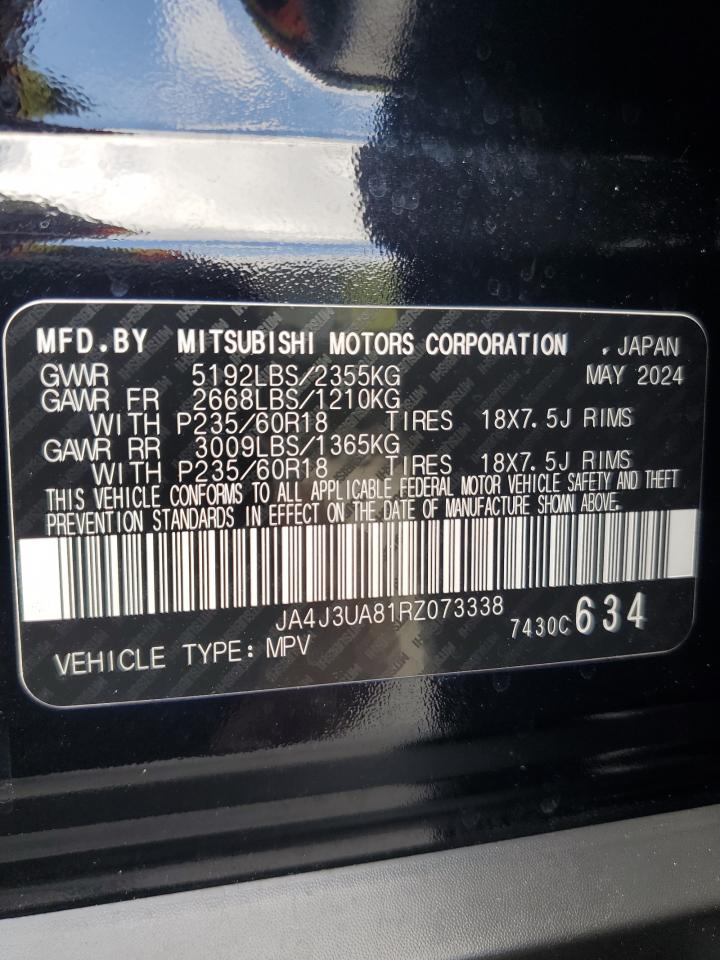 MFD.BY MITSUBISHI MOTORS CORPORATION , JAPAN
GVWR 5192LBS/2355KG MAY 2024
GAWR FR 2668LBS/1210KG
WITH P235/60R18 TIRES 18X7.5J RIMS
GAWR RR 3009LBS/1365KG
WITH P235/60R18 TIRES 18X7.5J RIMS
THIS VEHICLE CONFORMS TO ALL APPLICABLE FEDERAL MOTOR VEHICLE SAFETY AND THEFT
PREVENTION STANDARDS IN EFFECT ON THE DATE OF MANUFACTURE SHOWN ABOVE.
JA4J3UA81RZ073338
7430C634
VEHICLE TYPE: MPV